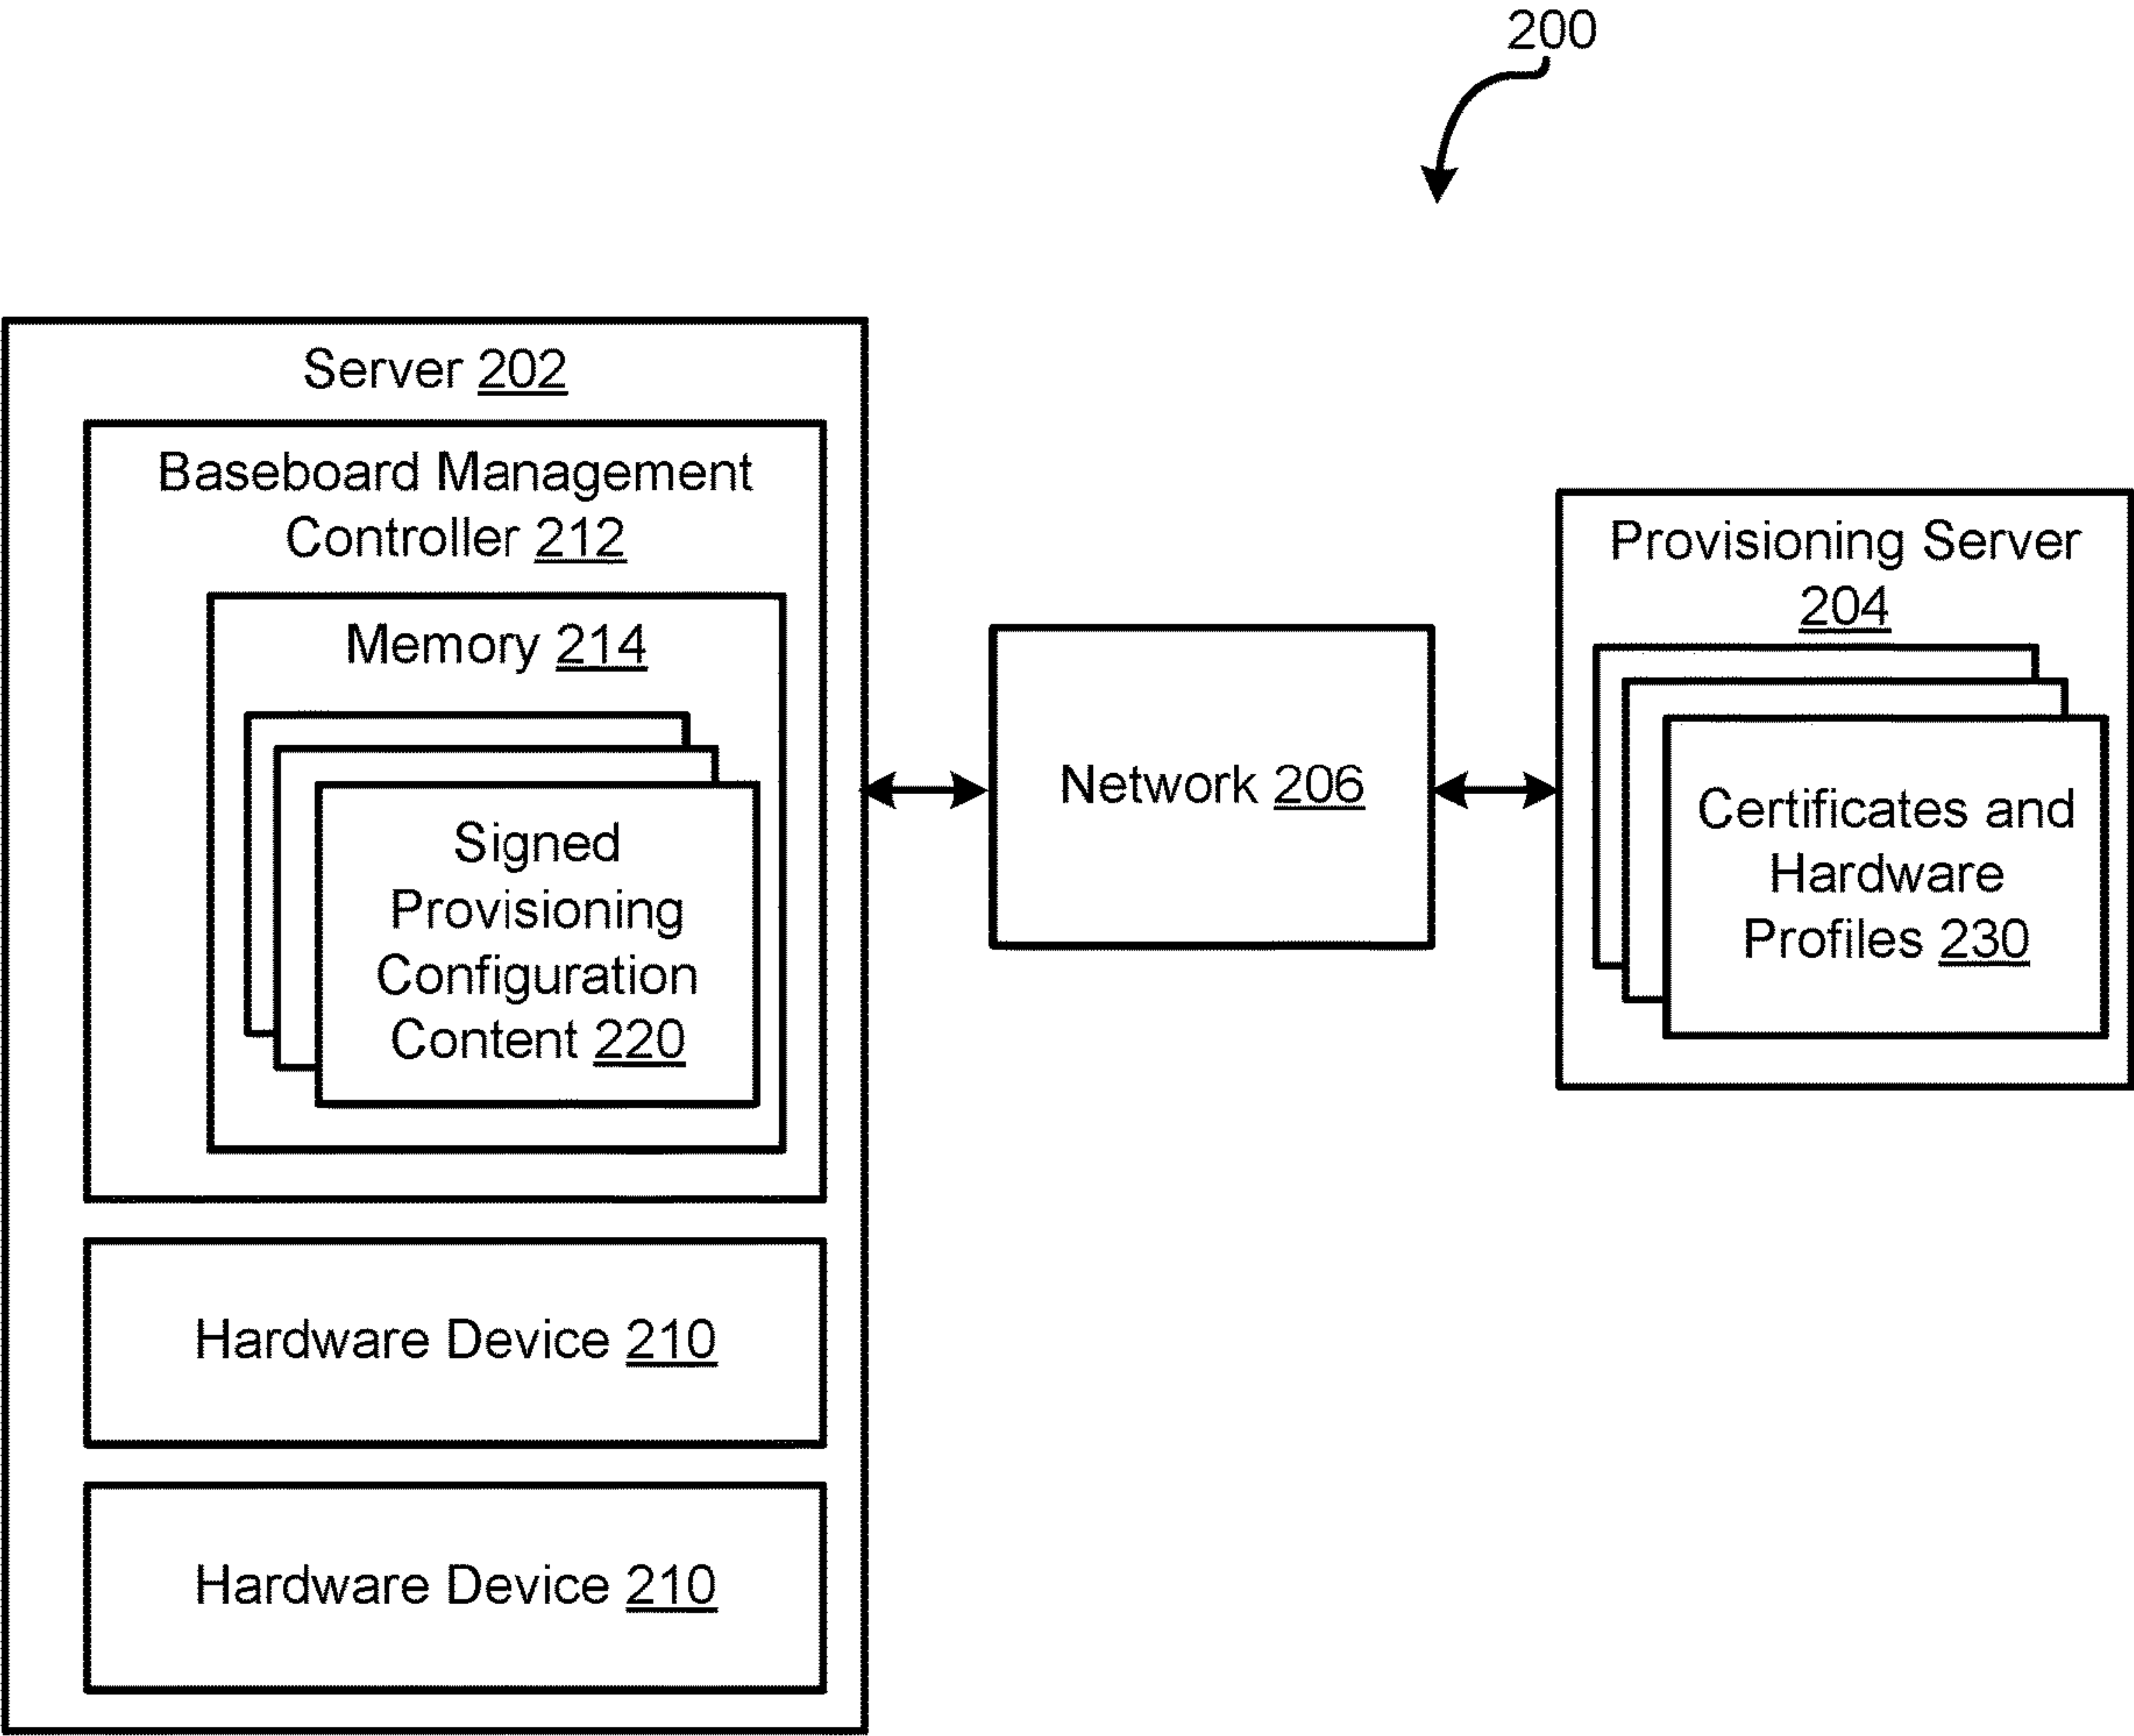 200
Server 202
Baseboard Management
Controller 212
Memory 214
Signed
Provisioning
Configuration
Content 220
Hardware Device 210
Hardware Device 210
Network 206
Provisioning Server
204
Certificates and
Hardware
Profiles 230